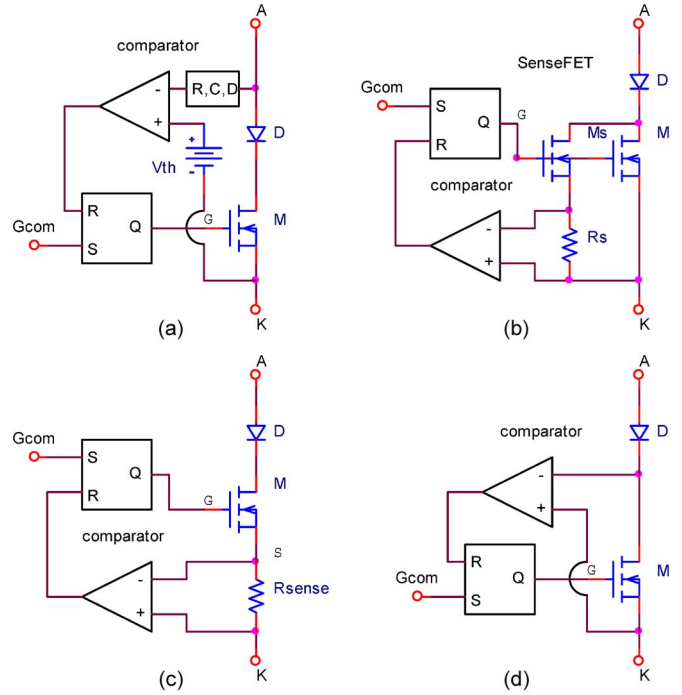 A
comparator
-
R,C,D
+
D
+
Vth
-
R
Q
G
M
Gcom
S
K
(a)
A
SenseFET
Gcom
D
S
Q
G
Ms
M
R
comparator
-
Rs
+
K
(b)
A
Gcom
D
S
Q
M
R
G
comparator
S
-
Rsense
+
K
(c)
A
comparator
D
-
+
R
Q
G
M
Gcom
S
K
(d)